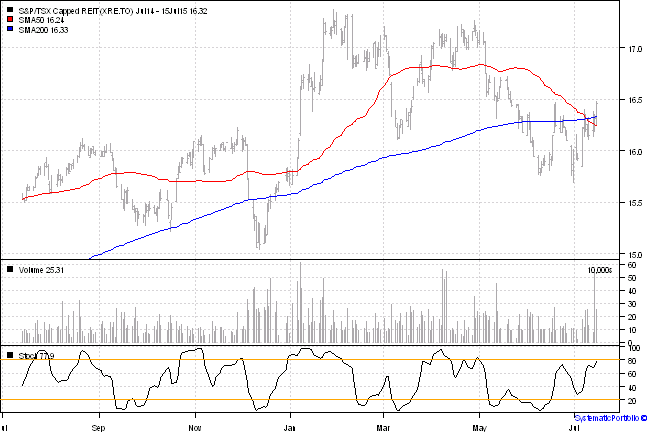 S&P/TSX Capped REIT(XRE.TO) Jul14 - 15Jul15 16.32
SMA50 16.24
SMA200 16.33
17.0
16.5
16.0
15.5
15.0
Volume 25.31
10,000s
60
50
40
30
20
10
0
Stoch 77.9
100
80
60
40
20
ul Sep Nov Jan Mar May Jul
SystematicPortfolio ©